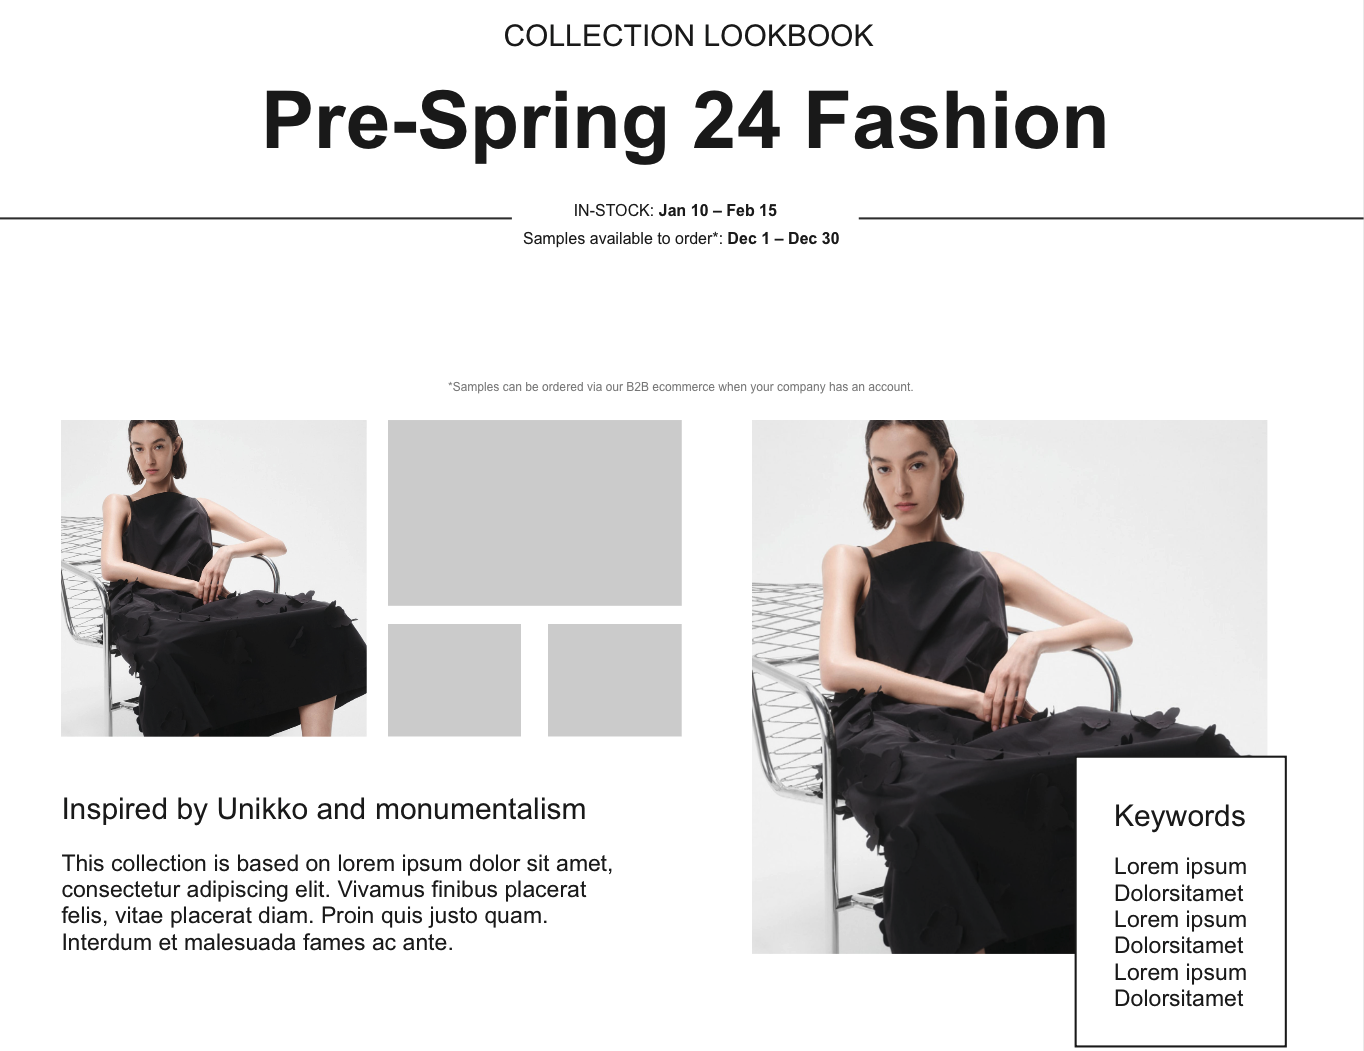 COLLECTION LOOKBOOK
Pre-Spring 24 Fashion
IN-STOCK: Jan 10 – Feb 15
Samples available to order*: Dec 1 – Dec 30
*Samples can be ordered via our B2B ecommerce when your company has an account.
Inspired by Unikko and monumentalism
This collection is based on lorem ipsum dolor sit amet,
consectetur adipiscing elit. Vivamus finibus placerat
felis, vitae placerat diam. Proin quis justo quam.
Interdum et malesuada fames ac ante.
Keywords
Lorem ipsum
Dolorsitamet
Lorem ipsum
Dolorsitamet
Lorem ipsum
Dolorsitamet